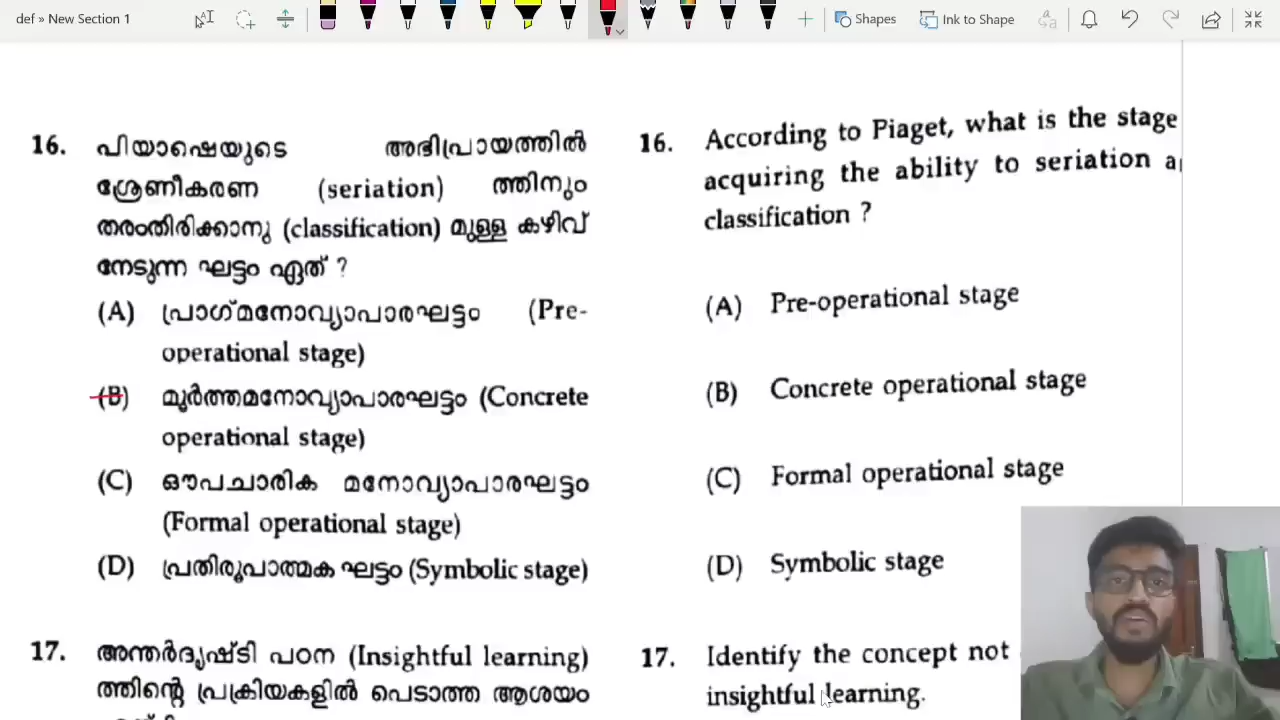 def » New Section 1
Shapes
Ink to Shape
16. പിയാഷെയുടെ അഭിപ്രായത്തിൽ
ശ്രേണീകരണ (seriation) ത്തിനും
തരംതിരിക്കാനു (classification) മുള്ള കഴിവ്
നേടുന്ന ഘട്ടം ഏത് ?
(A) പ്രാഗ്മനോവ്യാപാരഘട്ടം (Pre-
operational stage)
(B) മൂർത്തമനോവ്യാപാരഘട്ടം (Concrete
operational stage)
(C) ഔപചാരിക മനോവ്യാപാരഘട്ടം
(Formal operational stage)
(D) പ്രതിരൂപാത്മക ഘട്ടം (Symbolic stage)
17. അന്തർദൃഷ്ടി പഠന (Insightful learning)
ത്തിന്റെ പ്രക്രിയകളിൽ പെടാത്ത ആശയം
16. According to Piaget, what is the stage
acquiring the ability to seriation
classification ?
(A) Pre-operational stage
(B) Concrete operational stage
(C) Formal operational stage
(D) Symbolic stage
17. Identify the concept not
insightful learning.